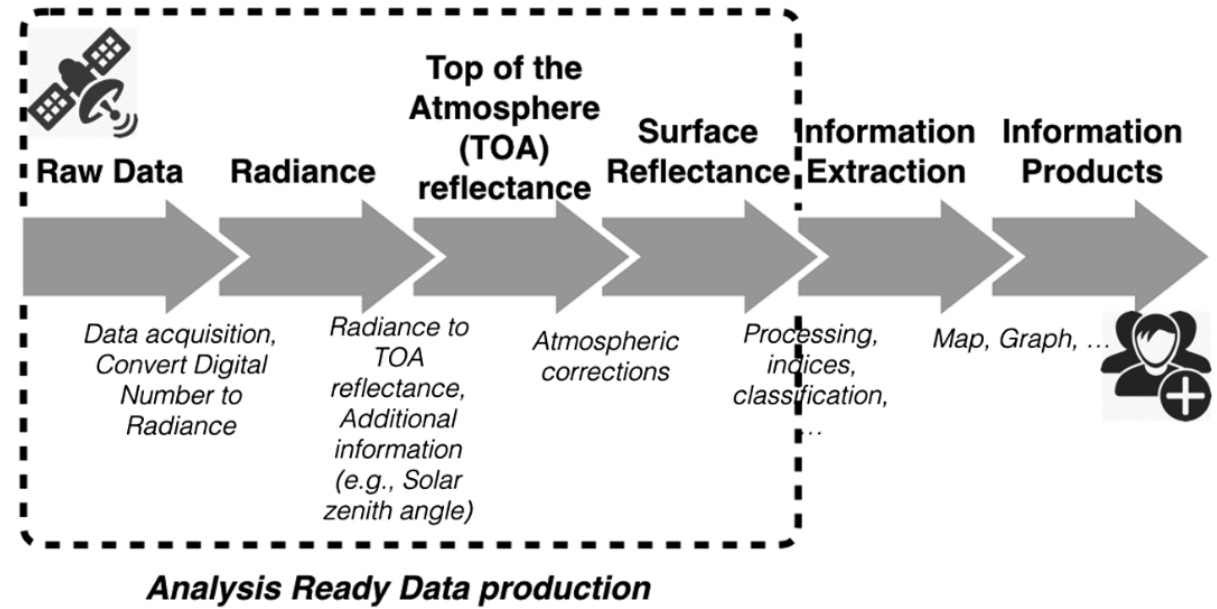 Raw Data
Radiance
Top of the
Atmosphere
(TOA)
reflectance
Surface
Reflectance
Information
Extraction
Information
Products
Data acquisition,
Convert Digital
Number to
Radiance
Radiance to
TOA
reflectance,
Additional
information
(e.g., Solar
zenith angle)
Atmospheric
corrections
Processing,
indices,
classification,
...
Map, Graph, ...
Analysis Ready Data production